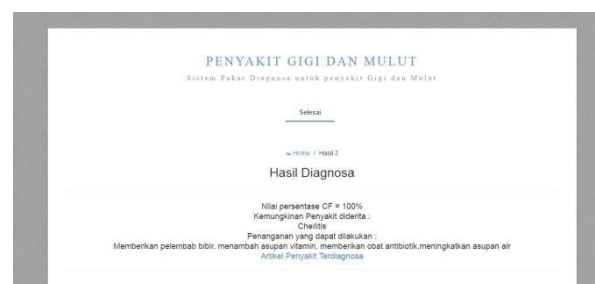 PENYAKIT GIGI DAN MULUT
Sistem Pakar Diagnosa untuk penyakit Gigi dan Mulut
Selesai
Home / Hasil
Hasil Diagnosa
Nilai persentase CF = 100%
Kemungkinan Penyakit diderita :
Cheilitis
Penanganan yang dapat dilakukan :
Memberikan pelembab bibir, menambah asupan vitamin, memberikan obat antibiotik,meningkatkan asupan air
Artikel Penyakit Terdiagnosa